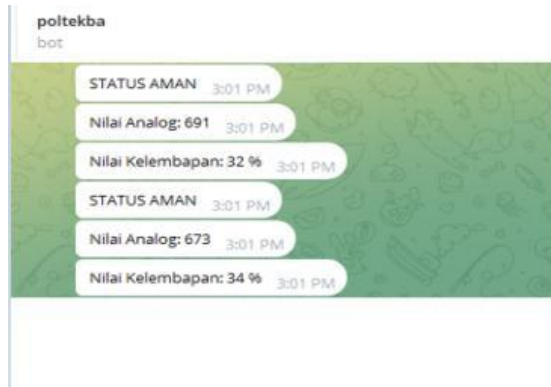 poltekba
bot
STATUS AMAN 3:01 PM
Nilai Analog: 691 3:01 PM
Nilai Kelembapan: 32 % 3:01 PM
STATUS AMAN 3:01 PM
Nilai Analog: 673 3:01 PM
Nilai Kelembapan: 34 % 3:01 PM